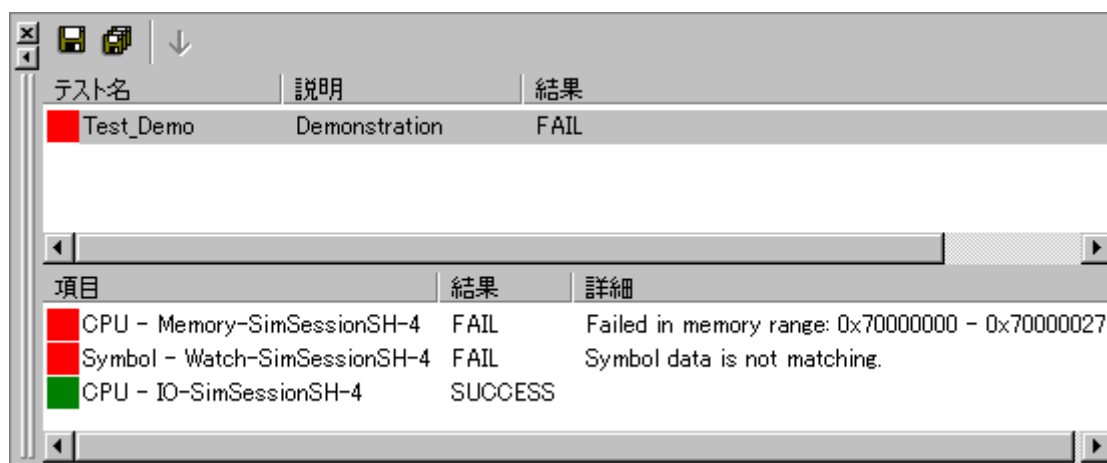 テスト名 説明 結果
Test_Demo Demonstration FAIL
項目 結果 詳細
CPU - Memory-SimSessionSH-4 FAIL Failed in memory range: 0x70000000 - 0x70000027
Symbol - Watch-SimSessionSH-4 FAIL Symbol data is not matching.
CPU - IO-SimSessionSH-4 SUCCESS